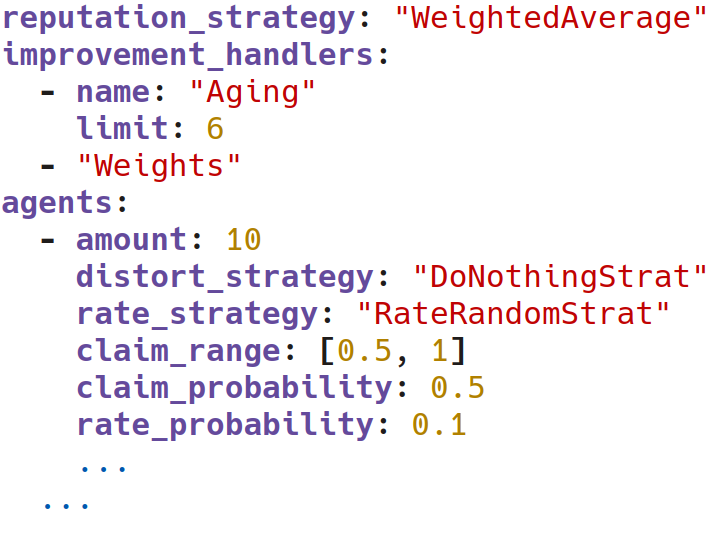 reputation_strategy: "WeightedAverage"
improvement_handlers:
  - name: "Aging"
    limit: 6
  - "Weights"
agents:
  - amount: 10
    distort_strategy: "DoNothingStrat"
    rate_strategy: "RateRandomStrat"
    claim_range: [0.5, 1]
    claim_probability: 0.5
    rate_probability: 0.1
    ...
  ...